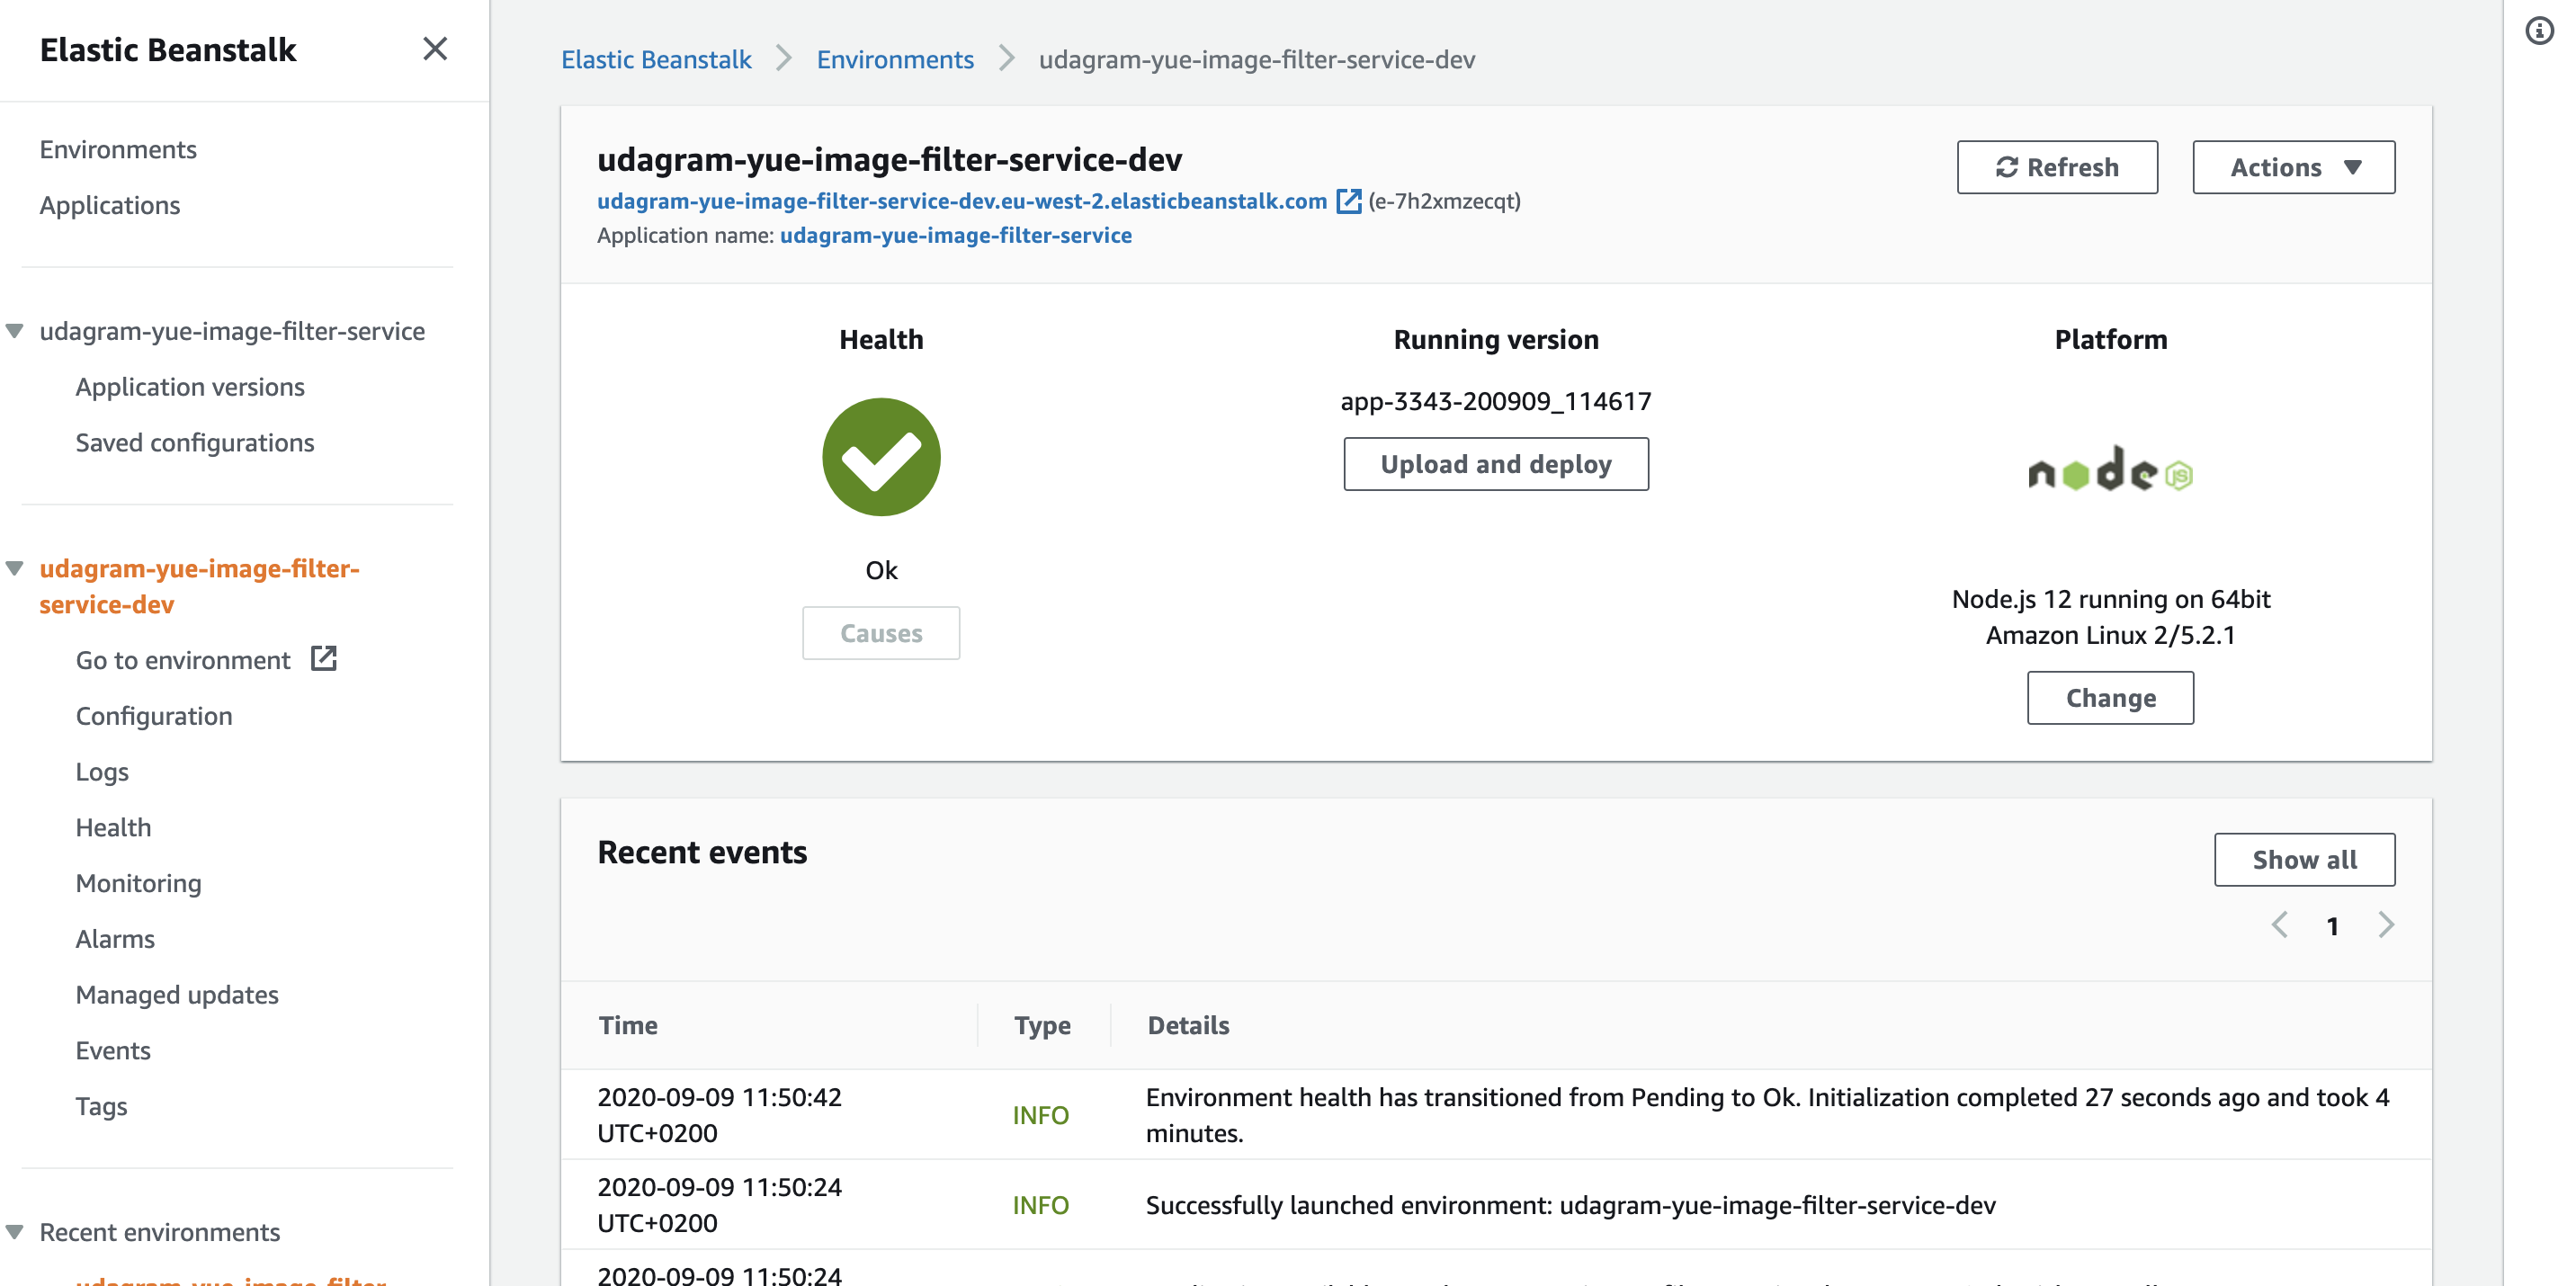 Elastic Beanstalk
Environments
Applications
udagram-yue-image-filter-service
Application versions
Saved configurations
udagram-yue-image-filter-
service-dev
Go to environment
Configuration
Logs
Health
Monitoring
Alarms
Managed updates
Events
Tags
Recent environments
udagram-yue-image-filter
Elastic Beanstalk > Environments > udagram-yue-image-filter-service-dev
udagram-yue-image-filter-service-dev
Refresh
Actions
udagram-yue-image-filter-service-dev.eu-west-2.elasticbeanstalk.com (e-7h2xmzecqt)
Application name: udagram-yue-image-filter-service
Health
Ok
Causes
Running version
app-3343-200909_114617
Upload and deploy
Platform
node JS
Node.js 12 running on 64bit
Amazon Linux 2/5.2.1
Change
Recent events
Show all
1
Time Type Details
2020-09-09 11:50:42
UTC+0200
INFO
Environment health has transitioned from Pending to Ok. Initialization completed 27 seconds ago and took 4
minutes.
2020-09-09 11:50:24
UTC+0200
INFO
Successfully launched environment: udagram-yue-image-filter-service-dev
2020-09-09 11:50:24